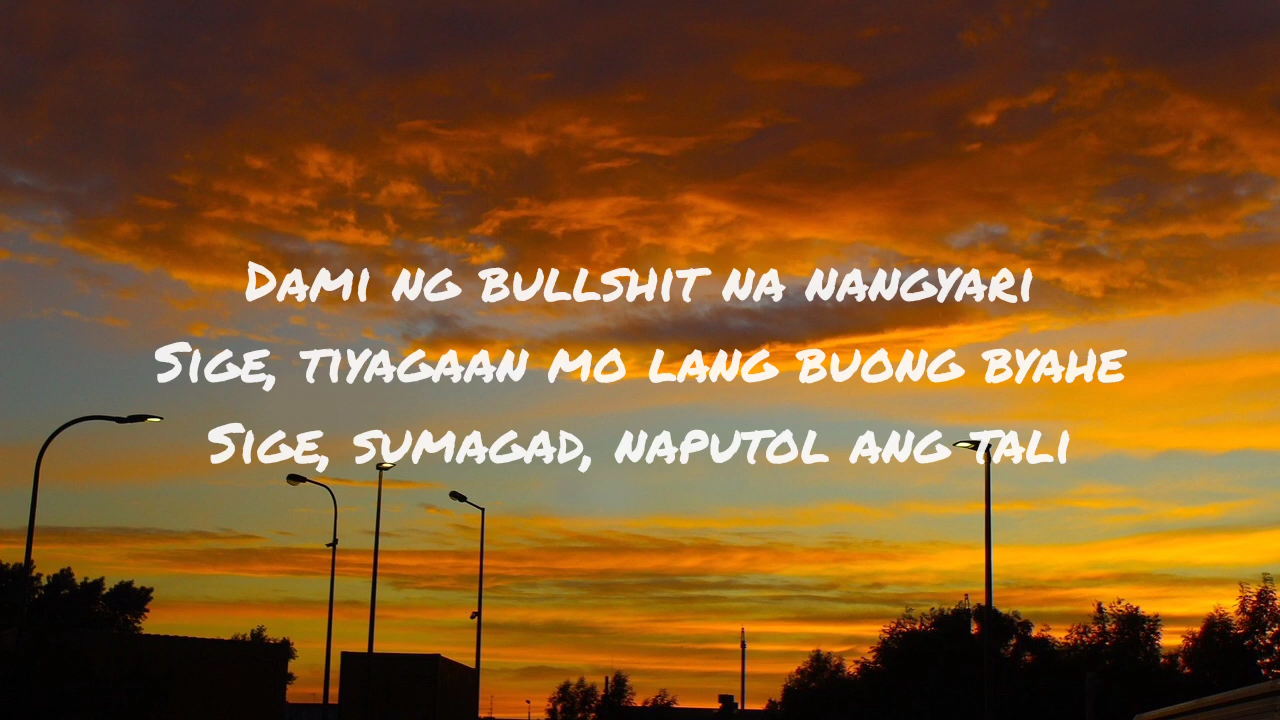 Dami ng bullshit na nangyari
Sige, tiyagaan mo lang buong byahe
Sige, sumagad, naputol ang tali